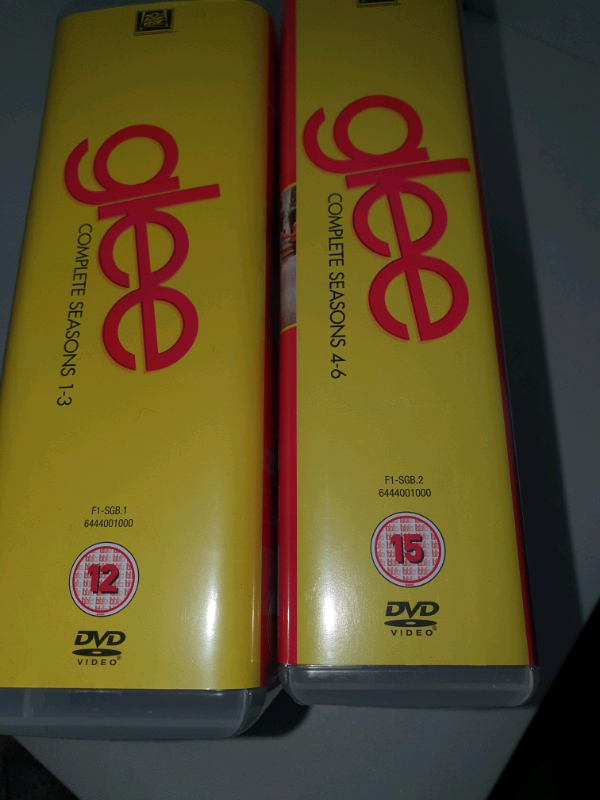 glee
COMPLETE SEASONS 1-3
F1-SGB.1
6444001000
12
DVD
VIDEO
glee
COMPLETE SEASONS 4-6
F1-SGB.2
6444001000
15
DVD
VIDEO